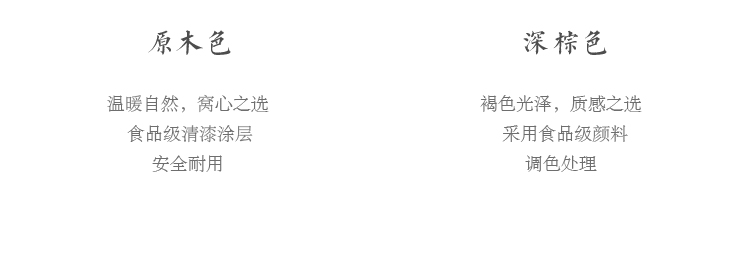 原木色
温暖自然，窝心之选
食品级清漆涂层
安全耐用
深棕色
褐色光泽，质感之选
采用食品级颜料
调色处理